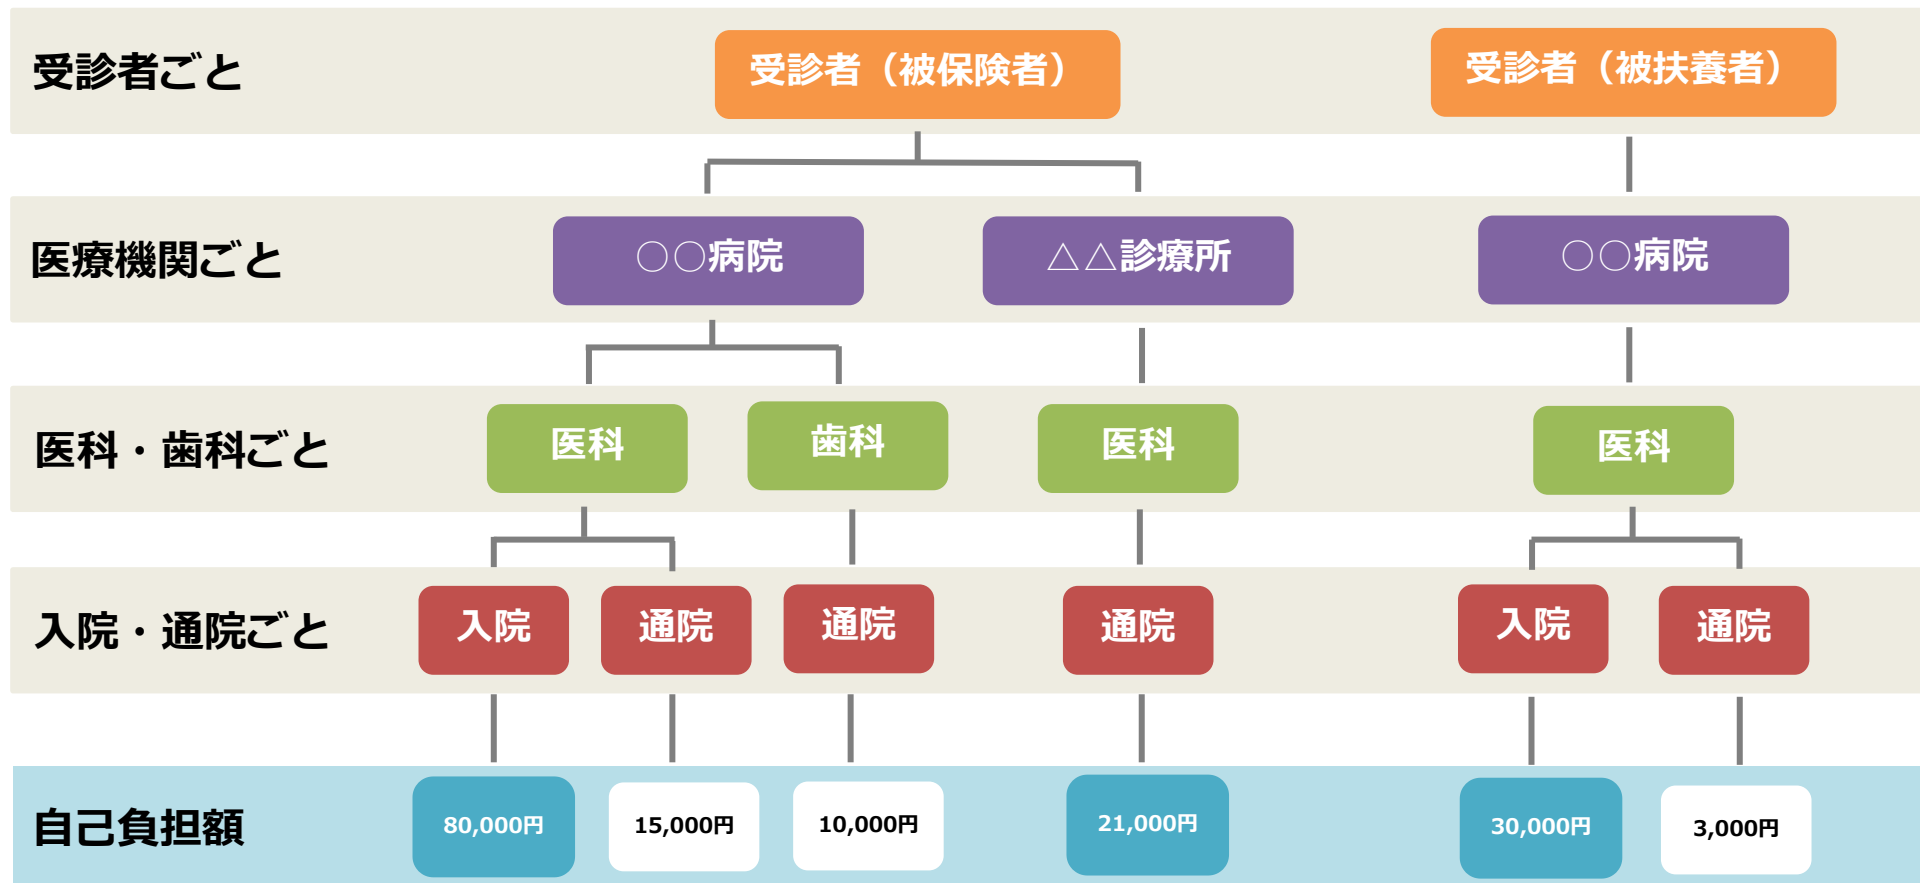 受診者ごと
受診者（被保険者）
受診者（被扶養者）
医療機関ごと
○○病院
△△診療所
○○病院
医科・歯科ごと
医科
歯科
医科
医科
入院・通院ごと
入院
通院
通院
通院
入院
通院
自己負担額
80,000円
15,000円
10,000円
21,000円
30,000円
3,000円